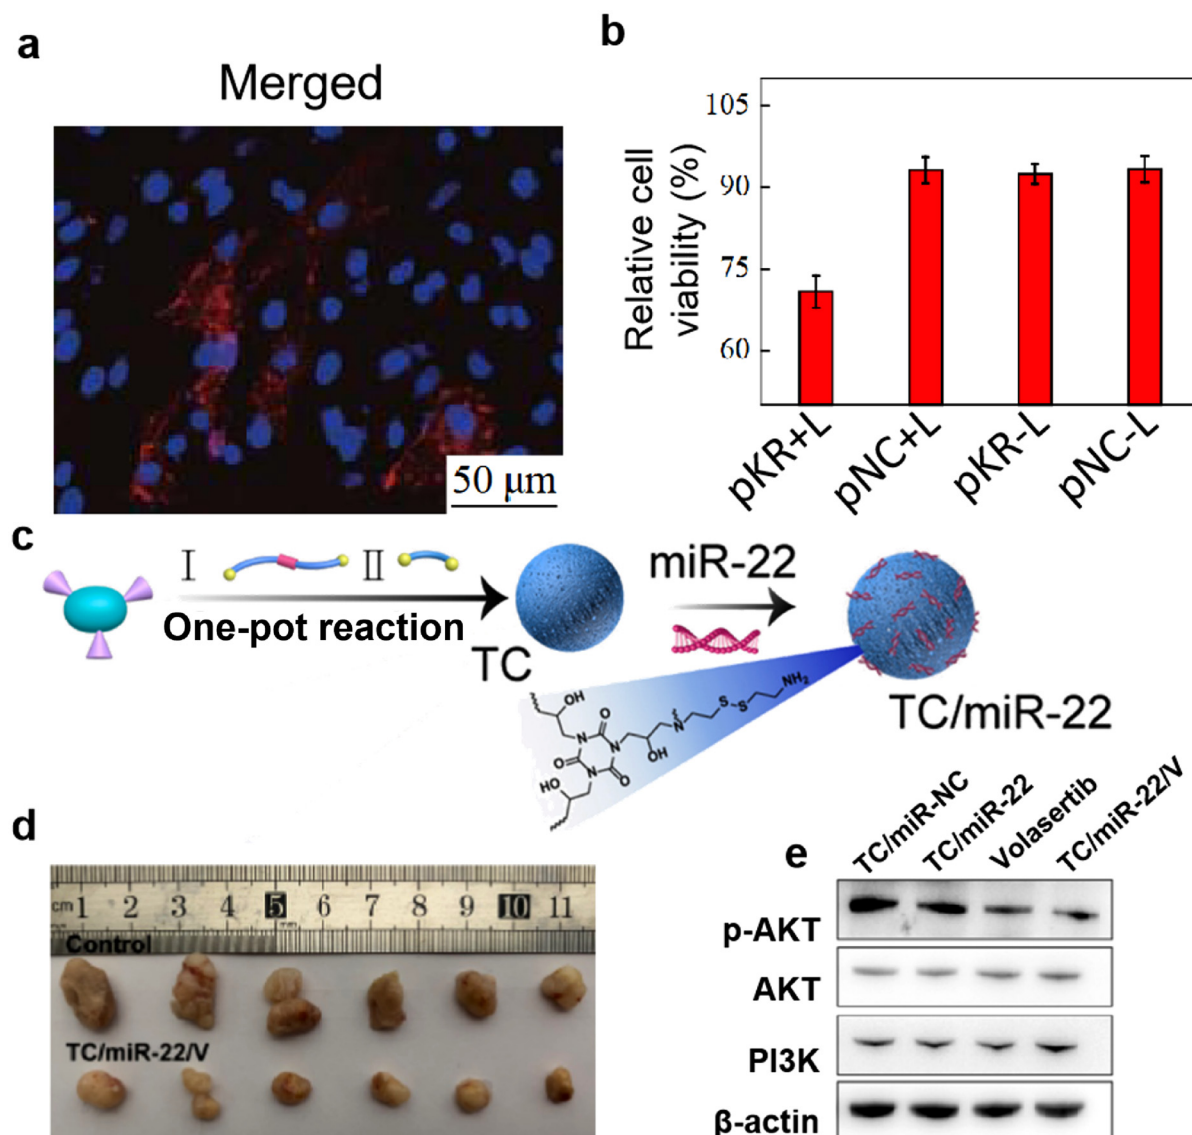 a
Merged
50 μm
b
Relative cell
viability (%)
105
90
75
60
pKR+L
pNC+L
pKR-L
pNC-L
c
I
II
One-pot reaction
TC
miR-22
TC/miR-22
OH
O
O
N
N
N
O
OH
HO
N
S
S
NH2
d
cm 1 2 3 4 5 6 7 8 9 10 11
Control
TC/miR-22/V
e
TC/miR-NC
TC/miR-22
Volasertib
TC/miR-22/V
p-AKT
AKT
PI3K
β-actin